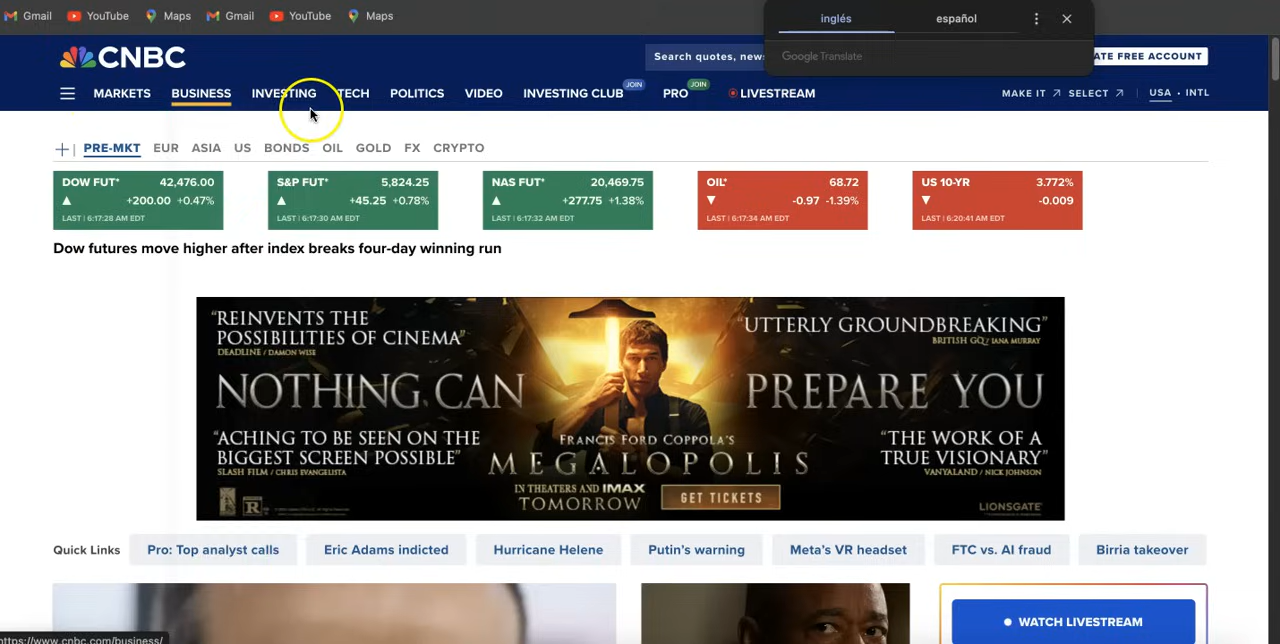 Gmail YouTube Maps Gmail YouTube Maps
inglés español
Google Translate
CNBC
Search quotes, news
ATE FREE ACCOUNT
MARKETS BUSINESS INVESTING TECH POLITICS VIDEO INVESTING CLUB JOIN PRO JOIN LIVESTREAM
MAKE IT ↗ SELECT ↗ | USA • INTL
PRE-MKT EUR ASIA US BONDS OIL GOLD FX CRYPTO
DOW FUT* 42,476.00
▲ +200.00 +0.47%
LAST | 6:17:28 AM EDT
S&P FUT* 5,824.25
▲ +45.25 +0.78%
LAST | 6:17:30 AM EDT
NAS FUT* 20,469.75
▲ +277.75 +1.38%
LAST | 6:17:32 AM EDT
OIL* 68.72
▼ -0.97 -1.39%
LAST | 6:17:34 AM EDT
US 10-YR 3.772%
▼ -0.009
LAST | 6:20:41 AM EDT
Dow futures move higher after index breaks four-day winning run
“REINVENTS THE
POSSIBILITIES OF CINEMA”
DEADLINE / DAMON WISE
“UTTERLY GROUNDBREAKING”
BRITISH GQ / IANA MURRAY
NOTHING CAN PREPARE YOU
“ACHING TO BE SEEN ON THE
BIGGEST SCREEN POSSIBLE”
SLASH FILM / CHRIS EVANGELISTA
FRANCIS FORD COPPOLA'S
MEGALOPOLIS
IN THEATERS AND IMAX
TOMORROW
GET TICKETS
“THE WORK OF A
TRUE VISIONARY”
VANYALAND / NICK JOHNSON
R
LIONSGATE
Quick Links Pro: Top analyst calls Eric Adams indicted Hurricane Helene Putin’s warning Meta’s VR headset FTC vs. AI fraud Birria takeover
WATCH LIVESTREAM
https://www.cnbc.com/business/